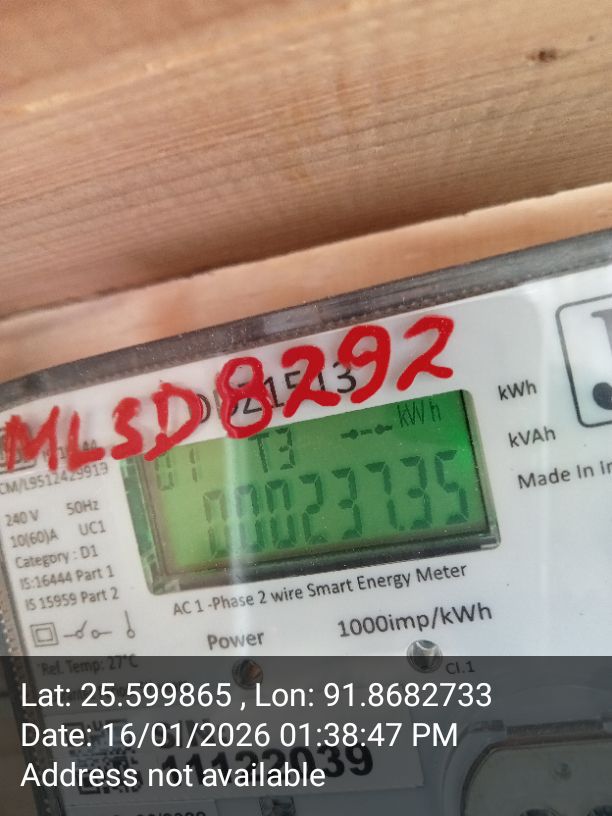 MLSD8292
kWh
kVAh
01 T3 kWh
000237.35
CM/L9512429919
240 V 50Hz
10(60)A UC1
Category : D1
IS:16444 Part 1
IS 15959 Part 2
Made In
AC 1 -Phase 2 wire Smart Energy Meter
Power 1000imp/kWh
Ref. Temp: 27°C
Cl.1
Lat: 25.599865 , Lon: 91.8682733
Date: 16/01/2026 01:38:47 PM
Address not available